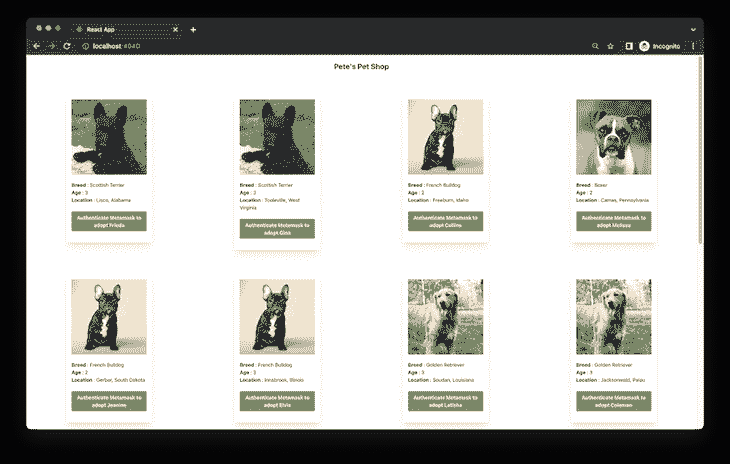 React App
localhost:3000
Incognito
Pete's Pet Shop
Breed : Scottish Terrier
Age : 3
Location : Lisco, Alabama
Authenticate Metamask to
adopt Frieda
Breed : Scottish Terrier
Age : 3
Location : Tooleville, West
Virginia
Authenticate Metamask to
adopt Gina
Breed : French Bulldog
Age :
Location : Freeburn, Idaho
Authenticate Metamask to
adopt Collins
Breed : Boxer
Age : 2
Location : Camas, Pennsylvania
Authenticate Metamask to
adopt Melissa
Breed : French Bulldog
Age : 2
Location : Gerber, South Dakota
Authenticate Metamask to
adopt Jeanine
Breed : French Bulldog
Age : 3
Location : Innsbrook, Illinois
Authenticate Metamask to
adopt Elvia
Breed : Golden Retriever
Age : 3
Location : Soudan, Louisiana
Authenticate Metamask to
adopt Latisha
Breed : Golden Retriever
Age : 3
Location : Jacksonwald, Palau
Authenticate Metamask to
adopt Coleman